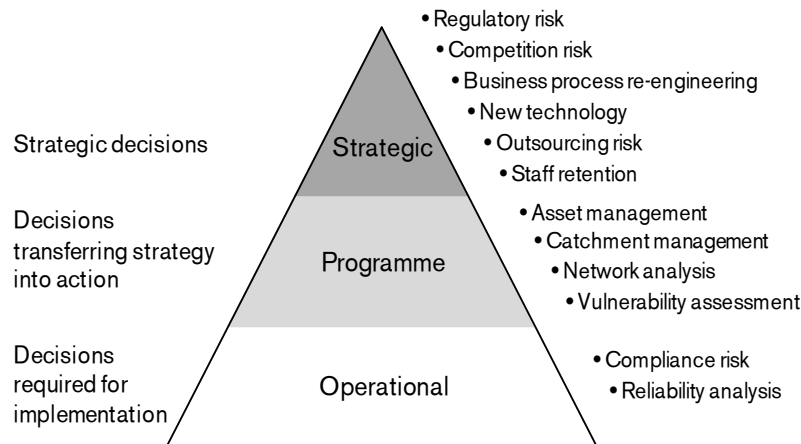 • Regulatory risk
• Competition risk
• Business process re-engineering
• New technology
• Outsourcing risk
• Staff retention
Strategic decisions
Strategic
• Asset management
• Catchment management
• Network analysis
• Vulnerability assessment
Decisions
transferring strategy
into action
Programme
• Compliance risk
• Reliability analysis
Decisions
required for
implementation
Operational